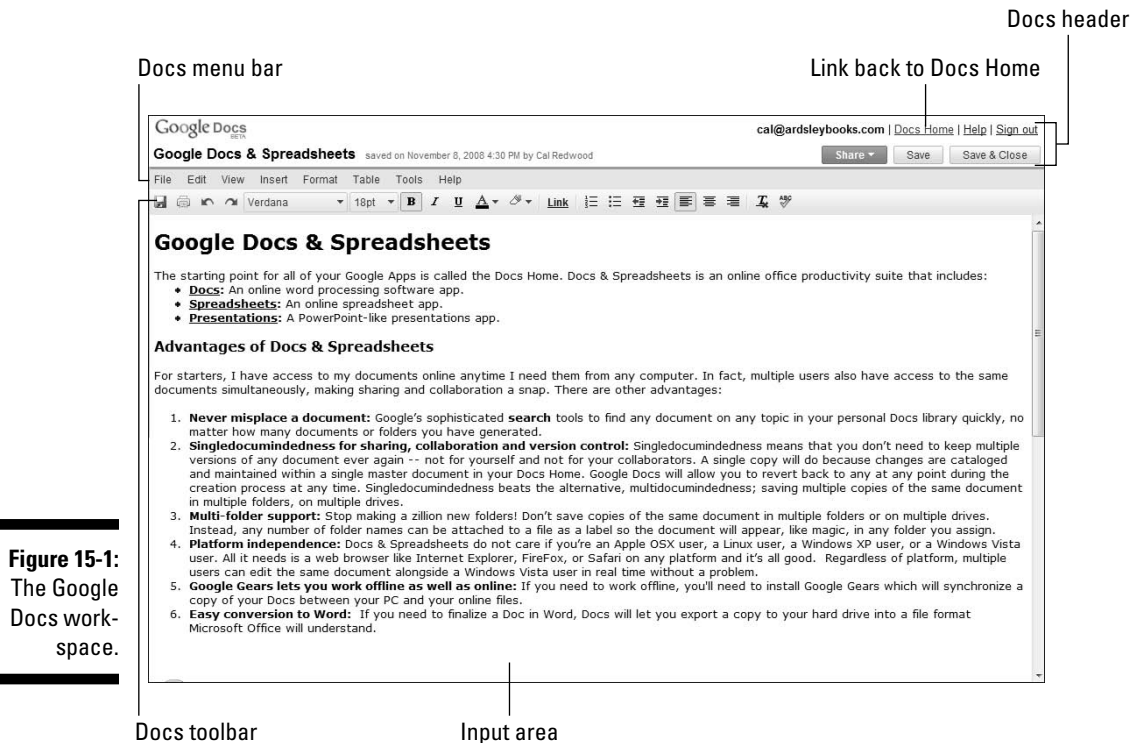 Docs header
Docs menu bar
Link back to Docs Home
Google Docs
BETA
cal@ardsleybooks.com | Docs Home | Help | Sign out
Google Docs & Spreadsheets saved on November 8, 2008 4:30 PM by Cal Redwood
Share Save Save & Close
File Edit View Insert Format Table Tools Help
Verdana 18pt B I U A Link T ABC
Google Docs & Spreadsheets
The starting point for all of your Google Apps is called the Docs Home. Docs & Spreadsheets is an online office productivity suite that includes:
Docs: An online word processing software app.
Spreadsheets: An online spreadsheet app.
Presentations: A PowerPoint-like presentations app.
Advantages of Docs & Spreadsheets
For starters, I have access to my documents online anytime I need them from any computer. In fact, multiple users also have access to the same
documents simultaneously, making sharing and collaboration a snap. There are other advantages:
1. Never misplace a document: Google's sophisticated search tools to find any document on any topic in your personal Docs library quickly, no
matter how many documents or folders you have generated.
2. Singledocumindedness for sharing, collaboration and version control: Singledocumindedness means that you don't need to keep multiple
versions of any document ever again -- not for yourself and not for your collaborators. A single copy will do because changes are cataloged
and maintained within a single master document in your Docs Home. Google Docs will allow you to revert back to any at any point during the
creation process at any time. Singledocumindedness beats the alternative, multidocumindedness; saving multiple copies of the same document
in multiple folders, on multiple drives.
3. Multi-folder support: Stop making a zillion new folders! Don't save copies of the same document in multiple folders or on multiple drives.
Instead, any number of folder names can be attached to a file as a label so the document will appear, like magic, in any folder you assign.
4. Platform independence: Docs & Spreadsheets do not care if you're an Apple OSX user, a Linux user, a Windows XP user, or a Windows Vista
user. All it needs is a web browser like Internet Explorer, FireFox, or Safari on any platform and it's all good. Regardless of platform, multiple
users can edit the same document alongside a Windows Vista user in real time without a problem.
5. Google Gears lets you work offline as well as online: If you need to work offline, you'll need to install Google Gears which will synchronize a
copy of your Docs between your PC and your online files.
6. Easy conversion to Word: If you need to finalize a Doc in Word, Docs will let you export a copy to your hard drive into a file format
Microsoft Office will understand.
Figure 15-1:
The Google
Docs work-
space.
Docs toolbar
Input area